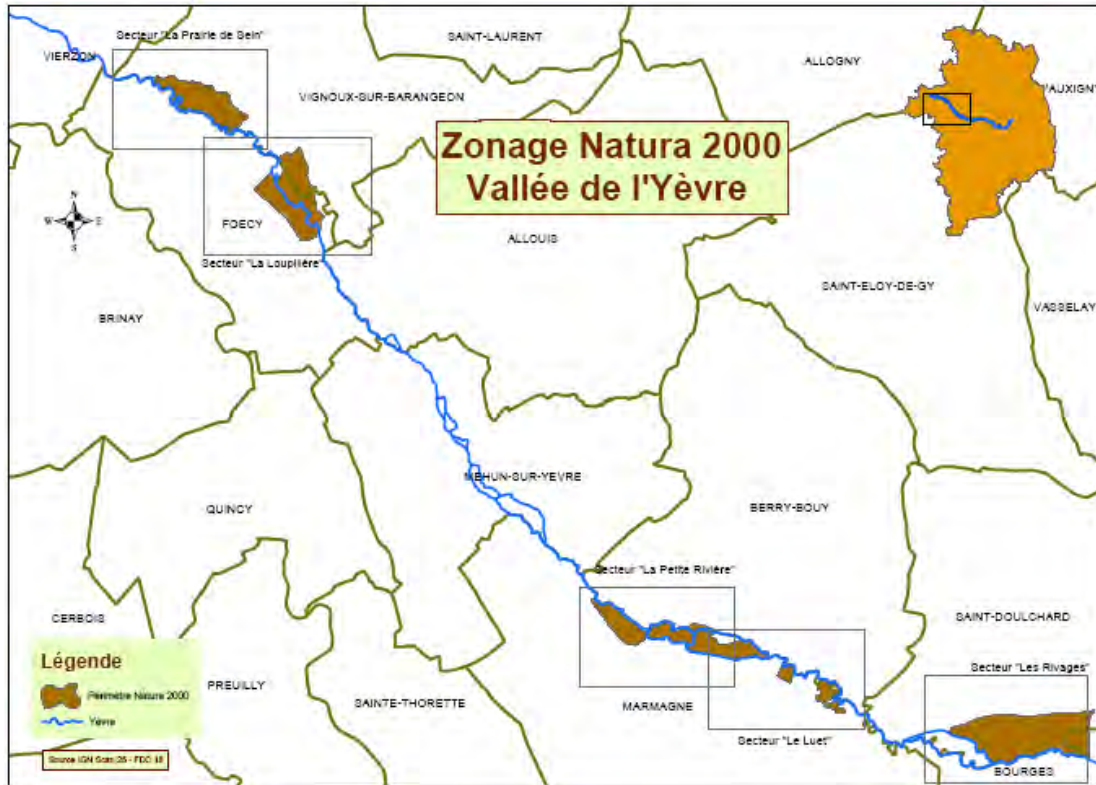 Secteur "La Prairie de Sein"
SAINT-LAURENT
VIERZON
ALLOGNY
VIGNOUX-SUR-BARANGEON
Zonage Natura 2000
Vallée de l'Yèvre
N
W
E
S
FOECY
ALLOUIS
Secteur "La Loupilière"
SAINT-ELOY-DE-GY
VASSELAY
BRINAY
MEHUN-SUR-YEVRE
QUINCY
BERRY-BOUY
Secteur "La Petite Rivière"
CERBOIS
SAINT-DOULCHARD
Légende
Secteur "Les Rivages"
Périmètre Natura 2000
PREUILLY
SAINTE-THORETTE
MARMAGNE
Yèvre
Secteur "Le Luet"
Source IGN
BOURGES